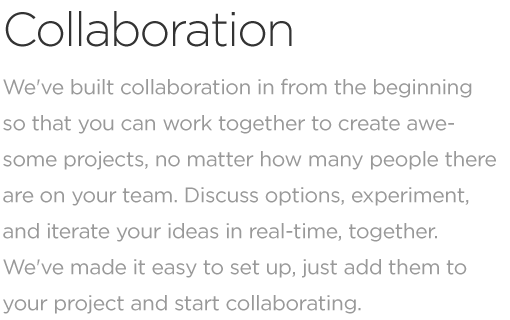 Collaboration
We've built collaboration in from the beginning
so that you can work together to create awe-
some projects, no matter how many people there
are on your team. Discuss options, experiment,
and iterate your ideas in real-time, together.
We've made it easy to set up, just add them to
your project and start collaborating.